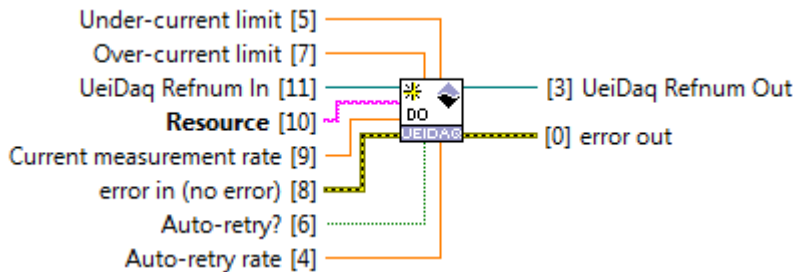 Under-current limit [5]
Over-current limit [7]
UeiDaq Refnum In [11]
Resource [10]
Current measurement rate [9]
error in (no error) [8]
Auto-retry? [6]
Auto-retry rate [4]
DO
UEIDAQ
[3] UeiDaq Refnum Out
[0] error out